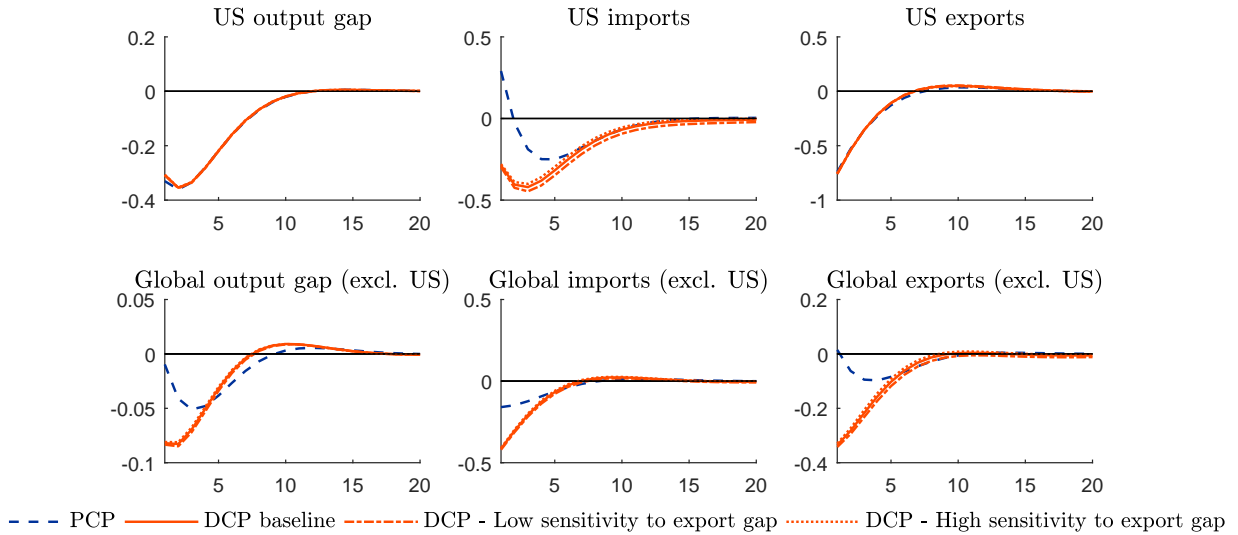 US output gap
US imports
US exports
0.2
0
-0.2
-0.4
5 10 15 20
0.5
0
-0.5
5 10 15 20
0.5
0
-0.5
-1
5 10 15 20
Global output gap (excl. US)
Global imports (excl. US)
Global exports (excl. US)
0.05
0
-0.05
-0.1
5 10 15 20
0.5
0
-0.5
5 10 15 20
0.2
0
-0.2
-0.4
5 10 15 20
PCP
DCP baseline
DCP - Low sensitivity to export gap
DCP - High sensitivity to export gap